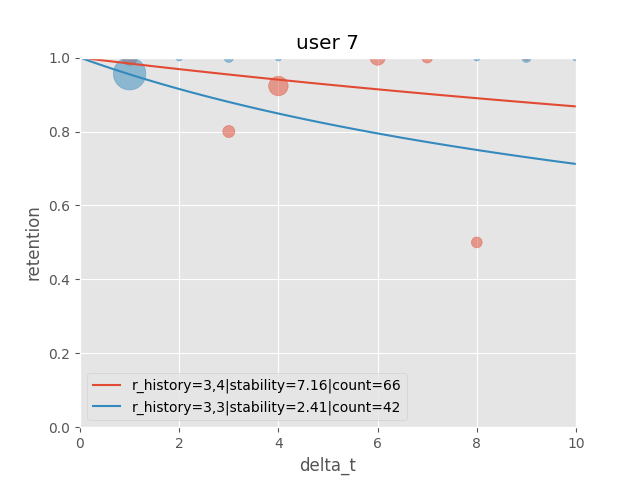 user 7
1.0
0.8
0.6
0.4
0.2
0.0
retention
r_history=3,4|stability=7.16|count=66
r_history=3,3|stability=2.41|count=42
0 2 4 6 8 10
delta_t